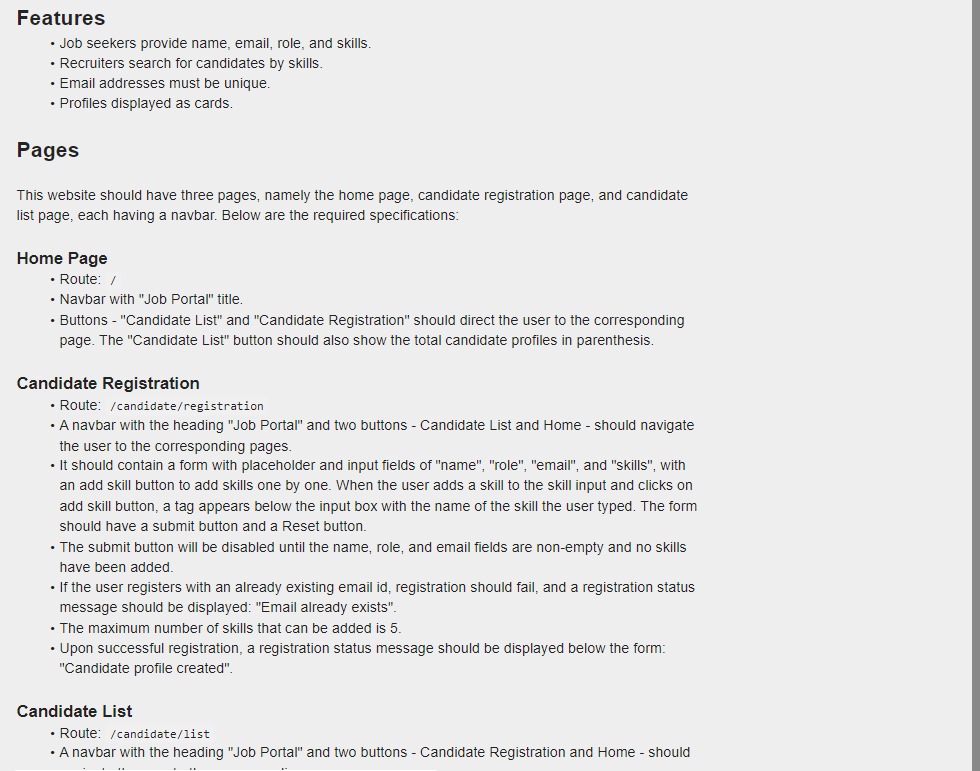 Features
• Job seekers provide name, email, role, and skills.
• Recruiters search for candidates by skills.
• Email addresses must be unique.
• Profiles displayed as cards.
Pages
This website should have three pages, namely the home page, candidate registration page, and candidate
list page, each having a navbar. Below are the required specifications:
Home Page
• Route: /
• Navbar with "Job Portal" title.
• Buttons - "Candidate List" and "Candidate Registration" should direct the user to the corresponding
page. The "Candidate List" button should also show the total candidate profiles in parenthesis.
Candidate Registration
• Route: /candidate/registration
• A navbar with the heading "Job Portal" and two buttons - Candidate List and Home - should navigate
the user to the corresponding pages.
• It should contain a form with placeholder and input fields of "name", "role", "email", and "skills", with
an add skill button to add skills one by one. When the user adds a skill to the skill input and clicks on
add skill button, a tag appears below the input box with the name of the skill the user typed. The form
should have a submit button and a Reset button.
• The submit button will be disabled until the name, role, and email fields are non-empty and no skills
have been added.
• If the user registers with an already existing email id, registration should fail, and a registration status
message should be displayed: "Email already exists".
• The maximum number of skills that can be added is 5.
• Upon successful registration, a registration status message should be displayed below the form:
"Candidate profile created".
Candidate List
• Route: /candidate/list
• A navbar with the heading "Job Portal" and two buttons - Candidate Registration and Home - should